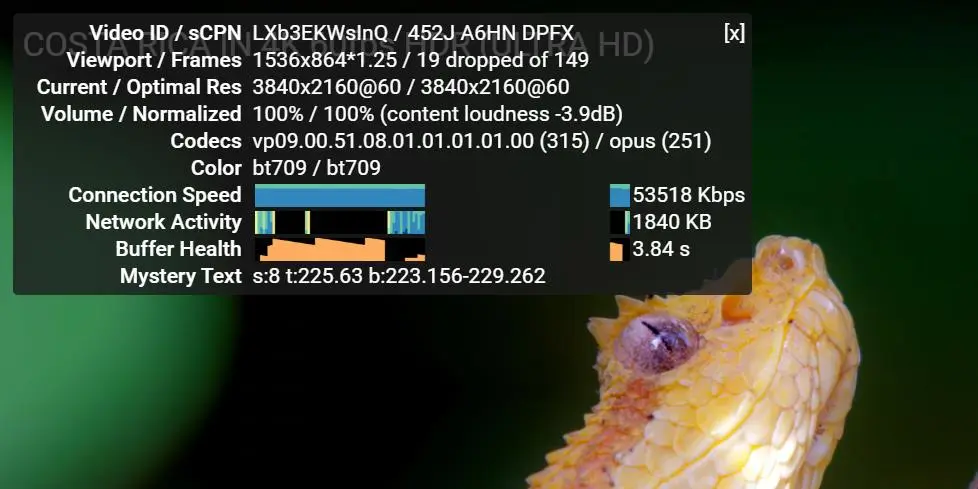 COSTA RICA IN 4K 60fps HDR (ULTRA HD)
Video ID / sCPN LXb3EKWsInQ / 452J A6HN DPFX [x]
Viewport / Frames 1536x864*1.25 / 19 dropped of 149
Current / Optimal Res 3840x2160@60 / 3840x2160@60
Volume / Normalized 100% / 100% (content loudness -3.9dB)
Codecs vp09.00.51.08.01.01.01.01.00 (315) / opus (251)
Color bt709 / bt709
Connection Speed 53518 Kbps
Network Activity 1840 KB
Buffer Health 3.84 s
Mystery Text s:8 t:225.63 b:223.156-229.262